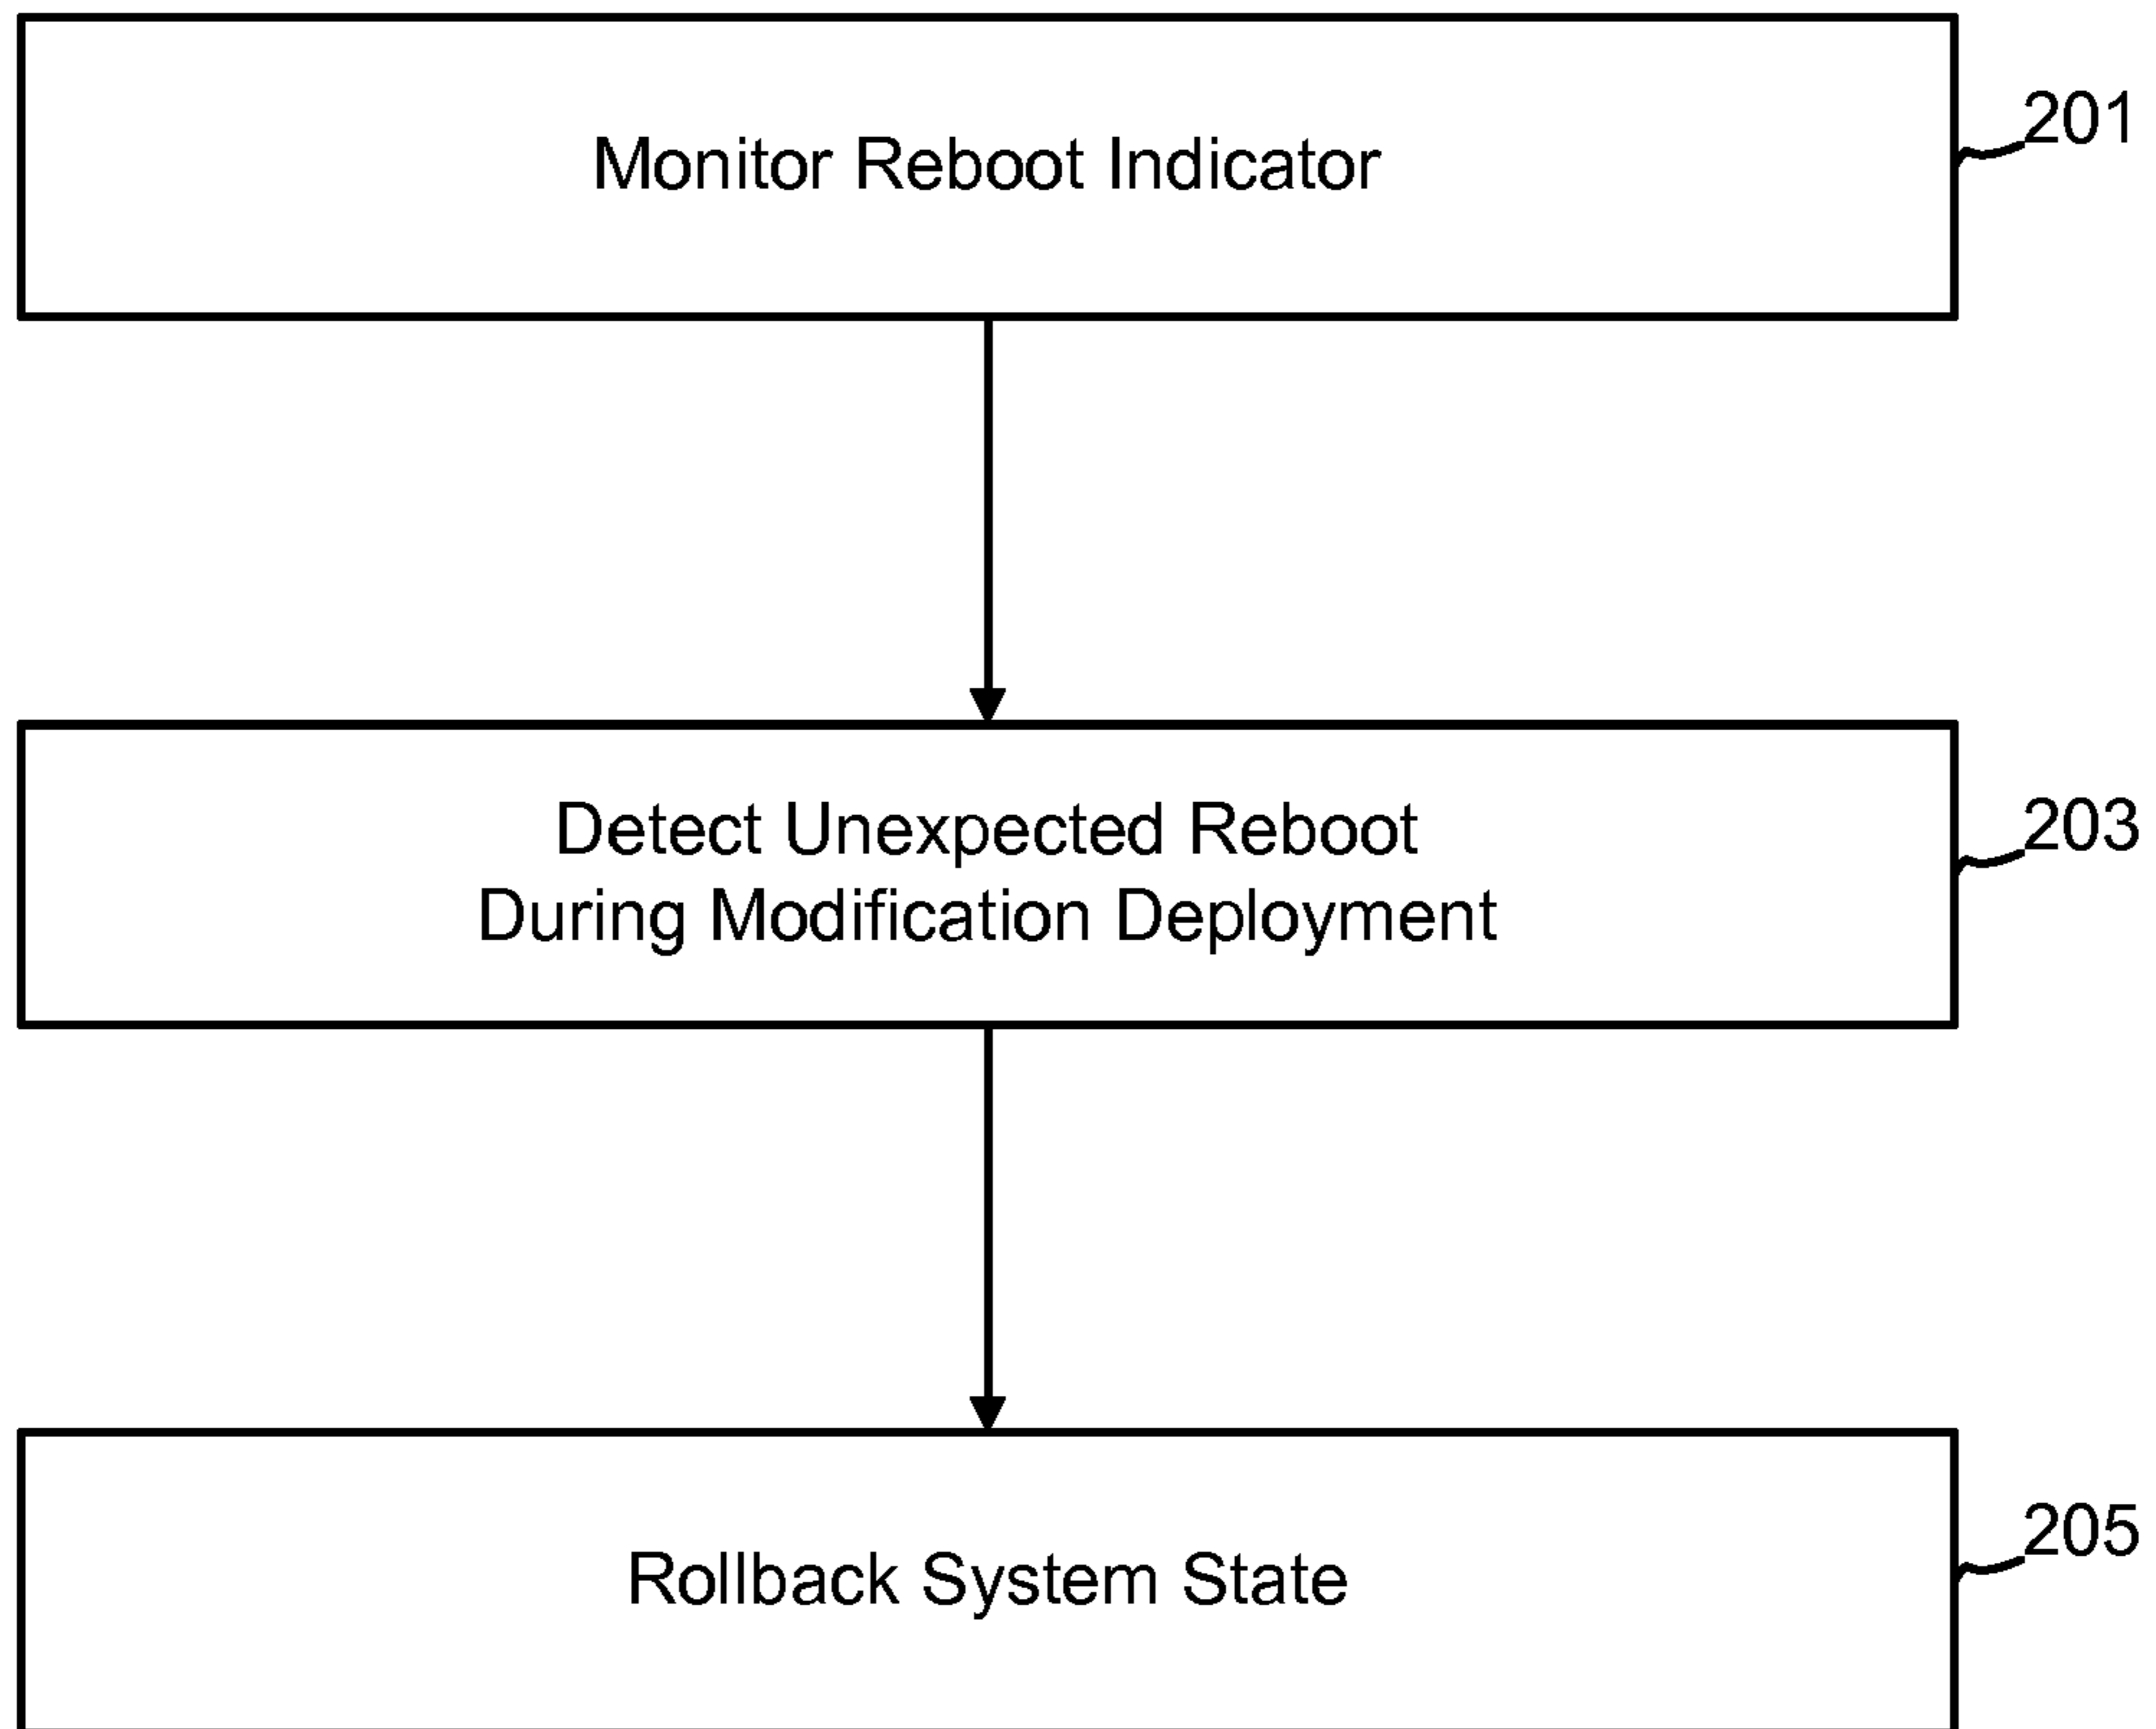 Monitor Reboot Indicator
201
Detect Unexpected Reboot
During Modification Deployment
203
Rollback System State
205